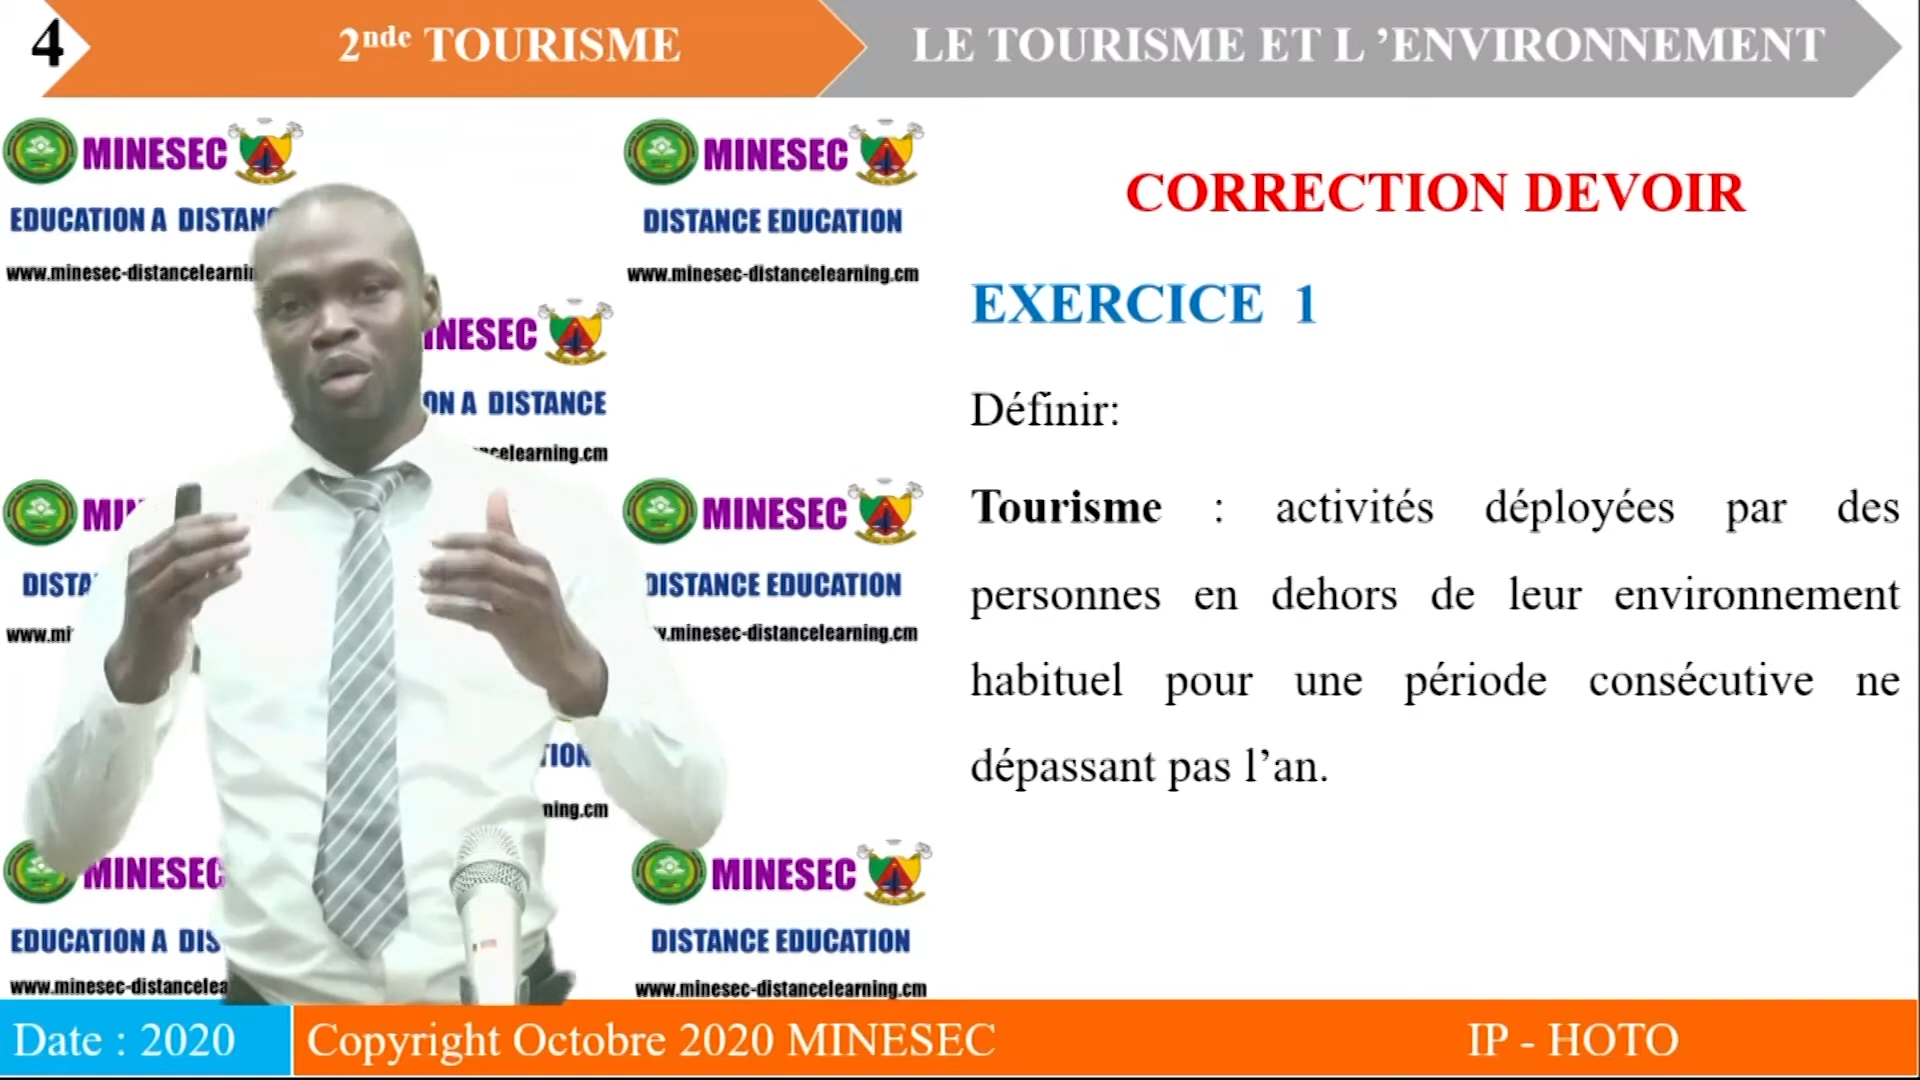 4
2nde TOURISME
LE TOURISME ET L ’ENVIRONNEMENT
MINESEC
EDUCATION A
MINESEC
DISTANCE EDUCATION
www.minesec-distancelearning.cm
A DISTANCE
MINESEC
DISTANCE EDUCATION
MINESEC
EDUCATION A
MINESEC
DISTANCE EDUCATION
www.minesec-distancelearning.cm
CORRECTION DEVOIR
EXERCICE 1
Définir:
Tourisme : activités déployées par des
personnes en dehors de leur environnement
habituel pour une période consécutive ne
dépassant pas l’an.
Date : 2020
Copyright Octobre 2020 MINESEC
IP - HOTO